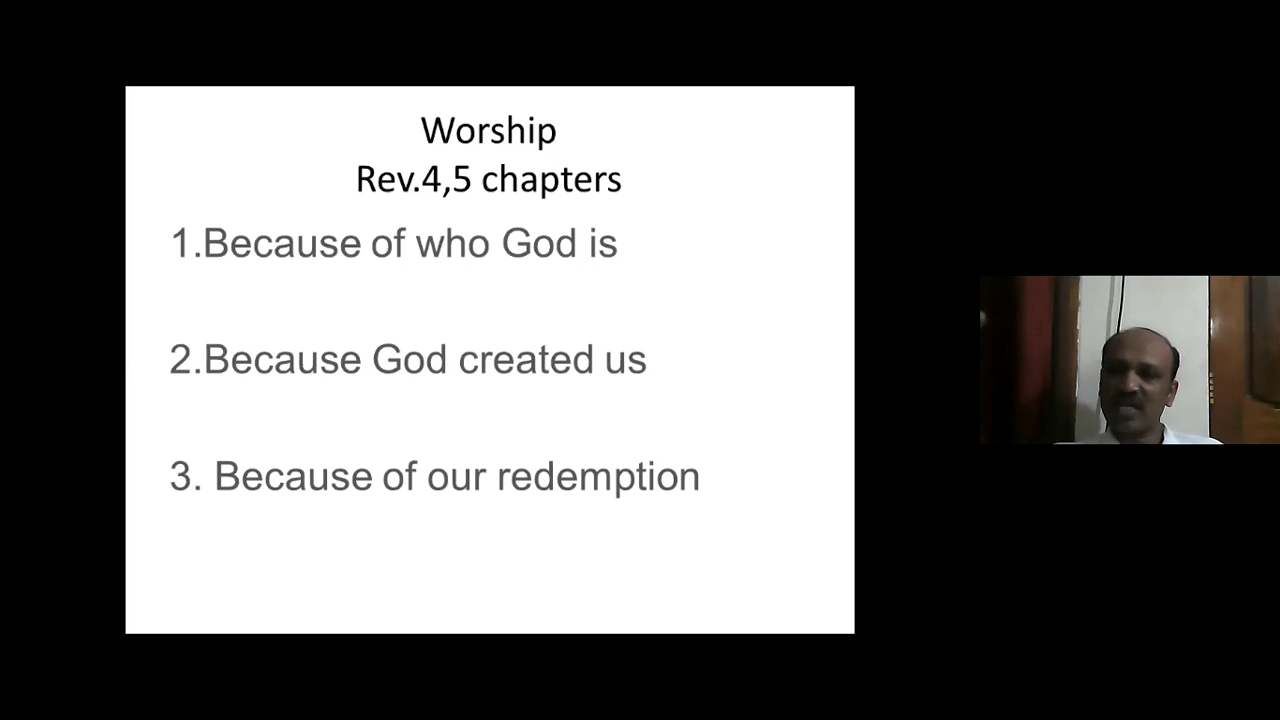 Worship
Rev.4,5 chapters
1.Because of who God is
2.Because God created us
3. Because of our redemption